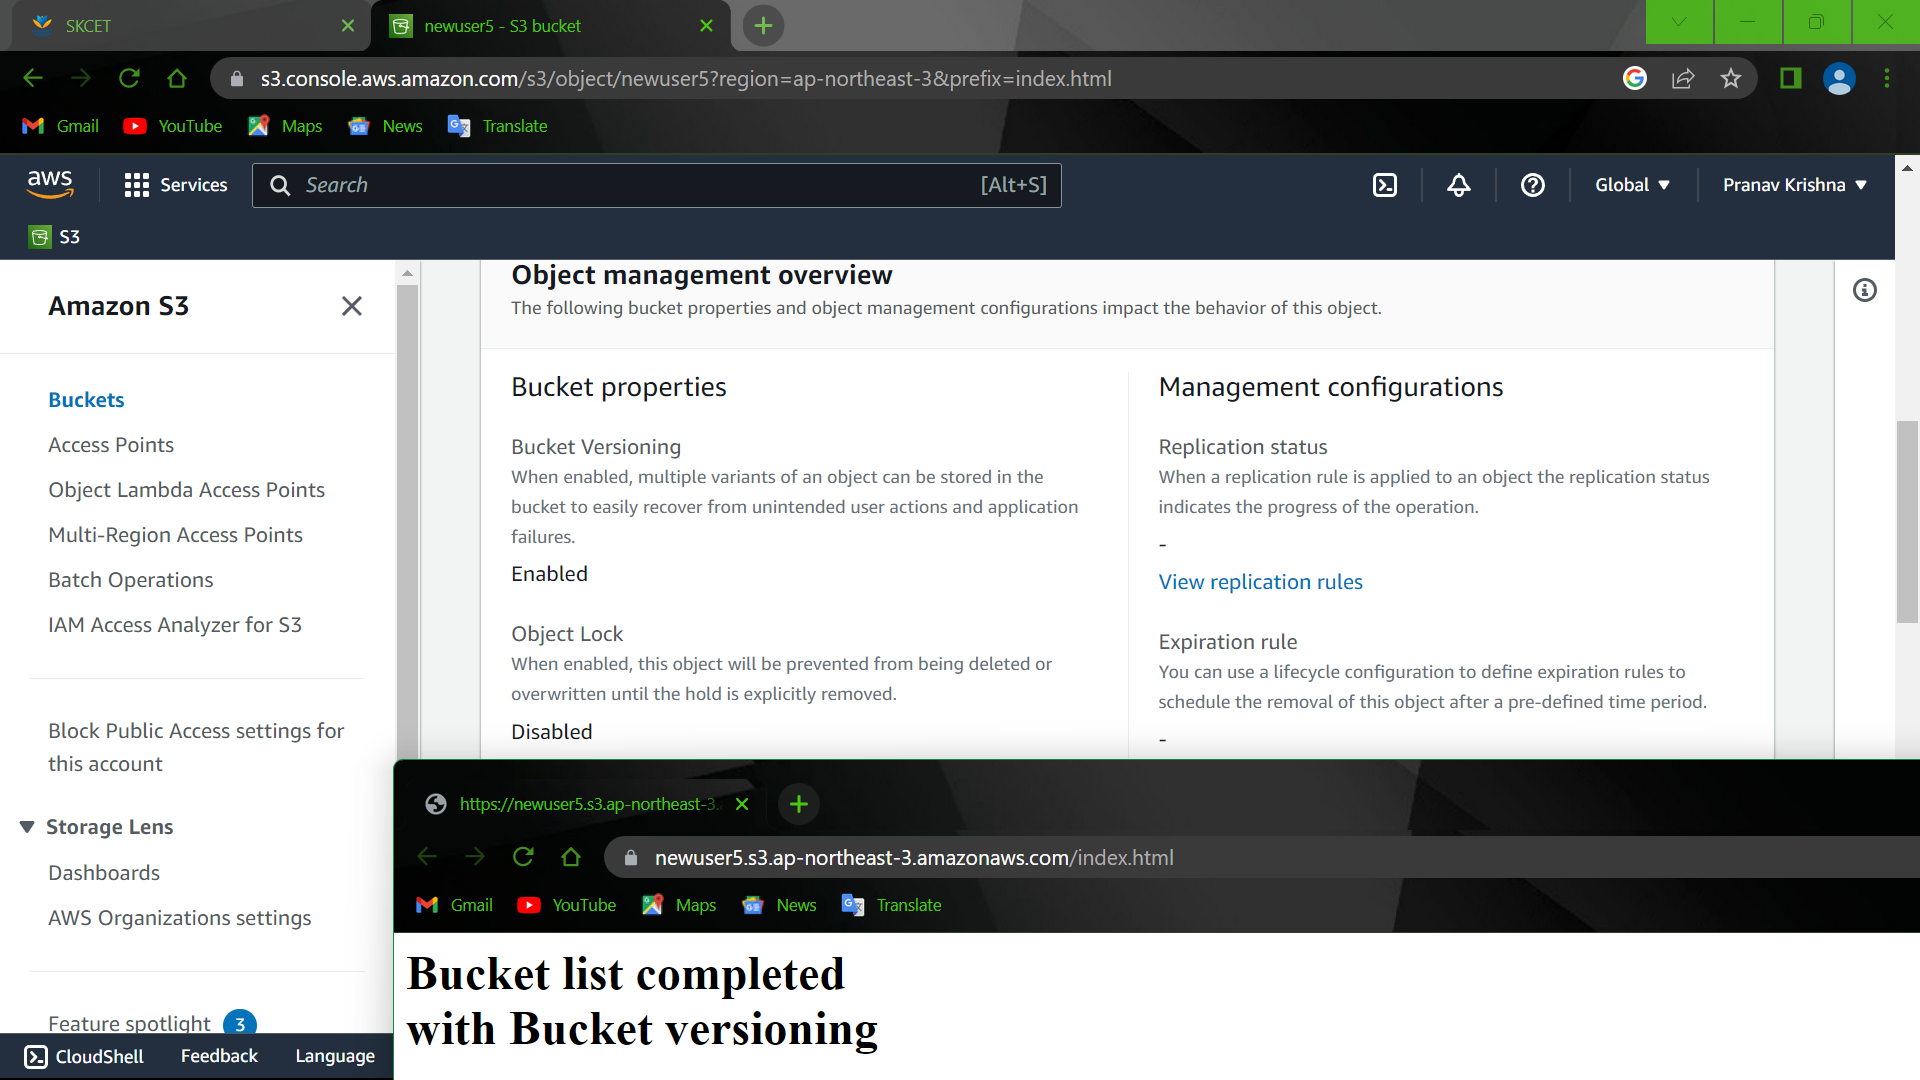 SKCET
newuser5 - S3 bucket
s3.console.aws.amazon.com/s3/object/newuser5?region=ap-northeast-3&prefix=index.html
Gmail YouTube Maps News Translate
aws Services Search [Alt+S] Global Pranav Krishna
S3
Amazon S3
Buckets
Access Points
Object Lambda Access Points
Multi-Region Access Points
Batch Operations
IAM Access Analyzer for S3
Block Public Access settings for
this account
Storage Lens
Dashboards
AWS Organizations settings
Feature spotlight 3
CloudShell Feedback Language
Object management overview
The following bucket properties and object management configurations impact the behavior of this object.
Bucket properties
Bucket Versioning
When enabled, multiple variants of an object can be stored in the
bucket to easily recover from unintended user actions and application
failures.
Enabled
Object Lock
When enabled, this object will be prevented from being deleted or
overwritten until the hold is explicitly removed.
Disabled
Management configurations
Replication status
When a replication rule is applied to an object the replication status
indicates the progress of the operation.
-
View replication rules
Expiration rule
You can use a lifecycle configuration to define expiration rules to
schedule the removal of this object after a pre-defined time period.
-
https://newuser5.s3.ap-northeast-3.
newuser5.s3.ap-northeast-3.amazonaws.com/index.html
Gmail YouTube Maps News Translate
Bucket list completed
with Bucket versioning